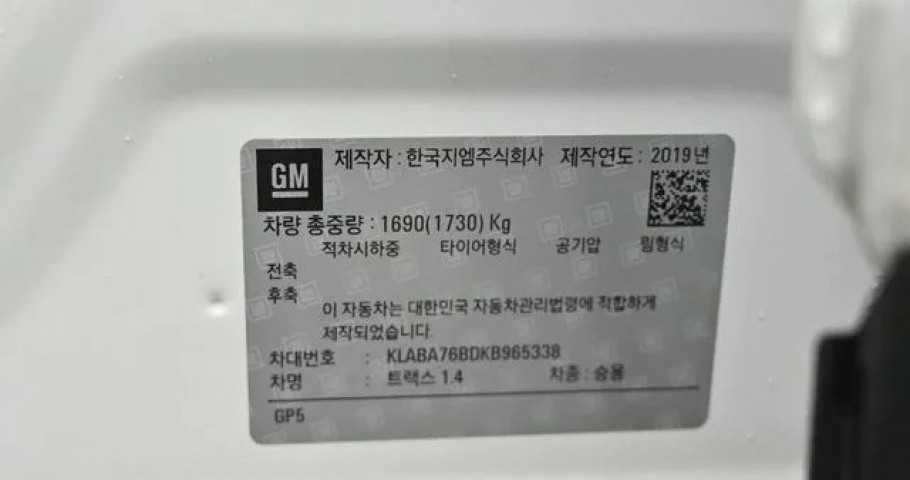 GM 제작자 : 한국지엠주식회사 제작연도 : 2019년
차량 총중량 : 1690(1730) Kg
적차시하중 타이어형식 공기압 림형식
전축
후축
이 자동차는 대한민국 자동차관리법령에 적합하게
제작되었습니다.
차대번호 : KLABA76BDKB965338
차명 : 트랙스 1.4 차종 : 승용
GP5